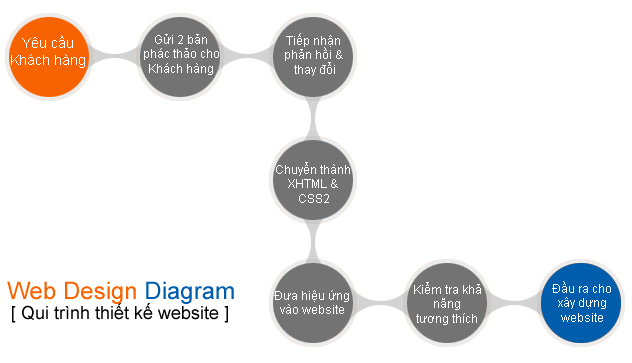 Yêu cầu
Khách hàng
Gửi 2 bản
phác thảo cho
Khách hàng
Tiếp nhận
phản hồi &
thay đổi
Chuyển thành
XHTML &
CSS2
Đưa hiệu ứng
vào website
Kiểm tra khả
năng
tương thích
Đầu ra cho
xây dựng
website
Web Design Diagram
[ Qui trình thiết kế website ]